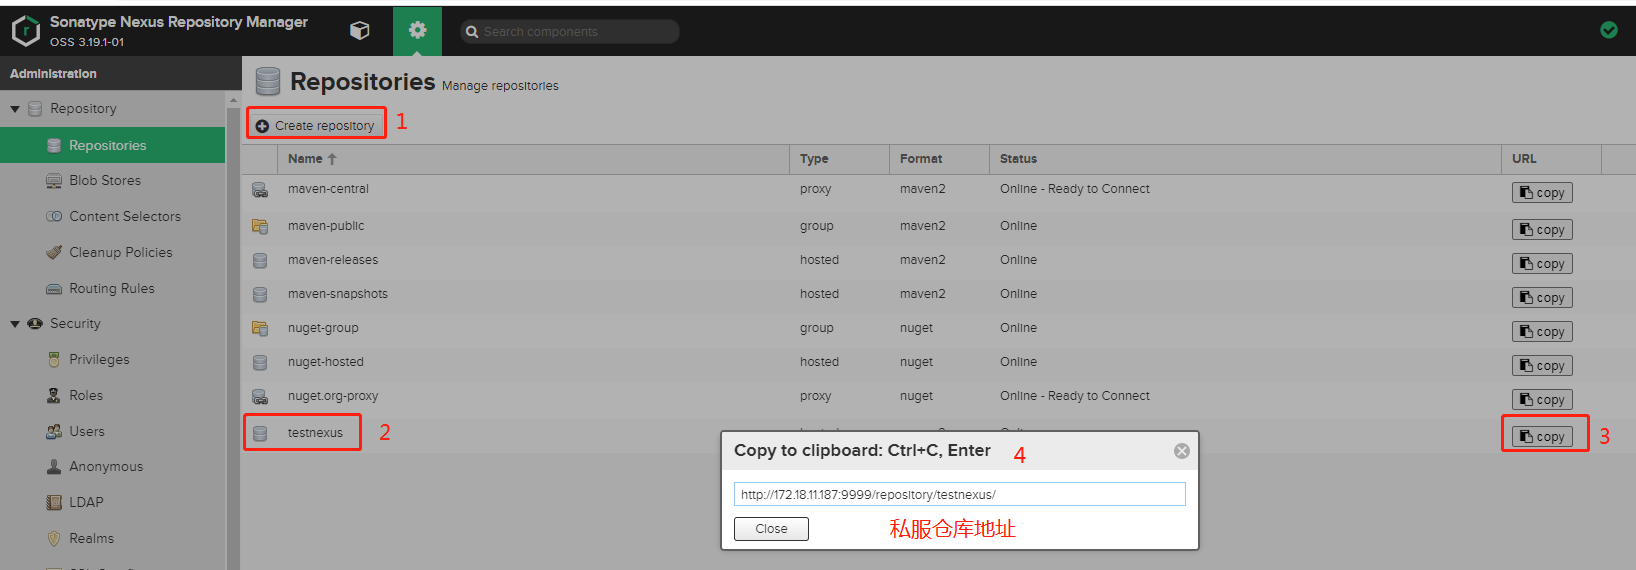 Sonatype Nexus Repository Manager
OSS 3.19.1-01
Search components
Administration
Repository
Repositories
Blob Stores
Content Selectors
Cleanup Policies
Routing Rules
Security
Privileges
Roles
Users
Anonymous
LDAP
Realms
Repositories Manage repositories
Create repository 1
Name Type Format Status URL
maven-central proxy maven2 Online - Ready to Connect copy
maven-public group maven2 Online copy
maven-releases hosted maven2 Online copy
maven-snapshots hosted maven2 Online copy
nuget-group group nuget Online copy
nuget-hosted hosted nuget Online copy
nuget.org-proxy proxy nuget Online - Ready to Connect copy
testnexus 2 copy 3
Copy to clipboard: Ctrl+C, Enter 4
http://172.18.11.187:9999/repository/testnexus/
Close 私服仓库地址